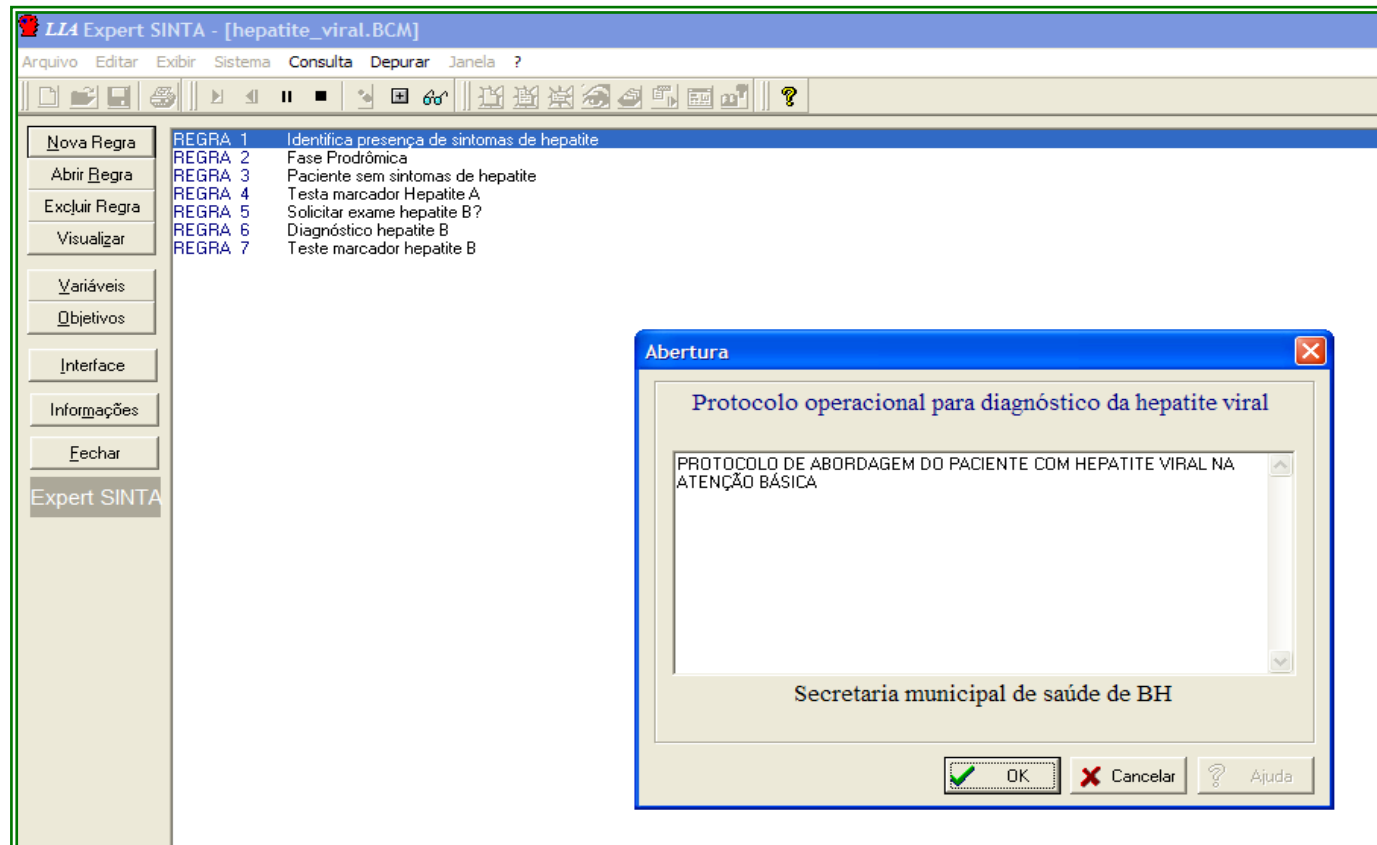 LIA Expert SINTA - [hepatite_viral.BCM]
Arquivo Editar Exibir Sistema Consulta Depurar Janela ?
Nova Regra
Abrir Regra
Excluir Regra
Visualizar
Variáveis
Objetivos
Interface
Informações
Fechar
Expert SINTA
REGRA 1 Identifica presença de sintomas de hepatite
REGRA 2 Fase Prodrômica
REGRA 3 Paciente sem sintomas de hepatite
REGRA 4 Testa marcador Hepatite A
REGRA 5 Solicitar exame hepatite B?
REGRA 6 Diagnóstico hepatite B
REGRA 7 Teste marcador hepatite B
Abertura
Protocolo operacional para diagnóstico da hepatite viral
PROTOCOLO DE ABORDAGEM DO PACIENTE COM HEPATITE VIRAL NA
ATENÇÃO BÁSICA
Secretaria municipal de saúde de BH
OK Cancelar Ajuda